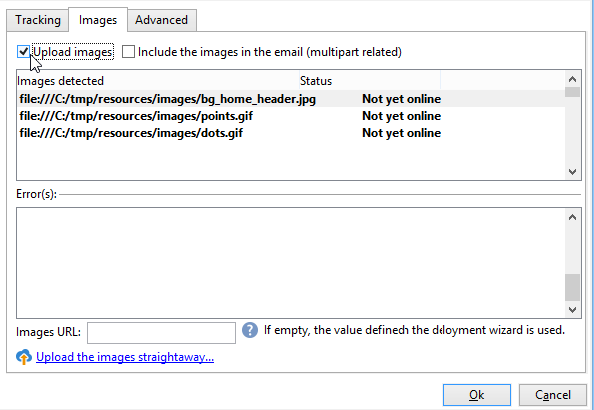 Tracking Images Advanced
Upload images Include the images in the email (multipart related)
Images detected Status
file:///C:/tmp/resources/images/bg_home_header.jpg Not yet online
file:///C:/tmp/resources/images/points.gif Not yet online
file:///C:/tmp/resources/images/dots.gif Not yet online
Error(s):
Images URL: ? If empty, the value definedh the dıloyment wizard is used.
Upload the images straightaway...
Ok Cancel